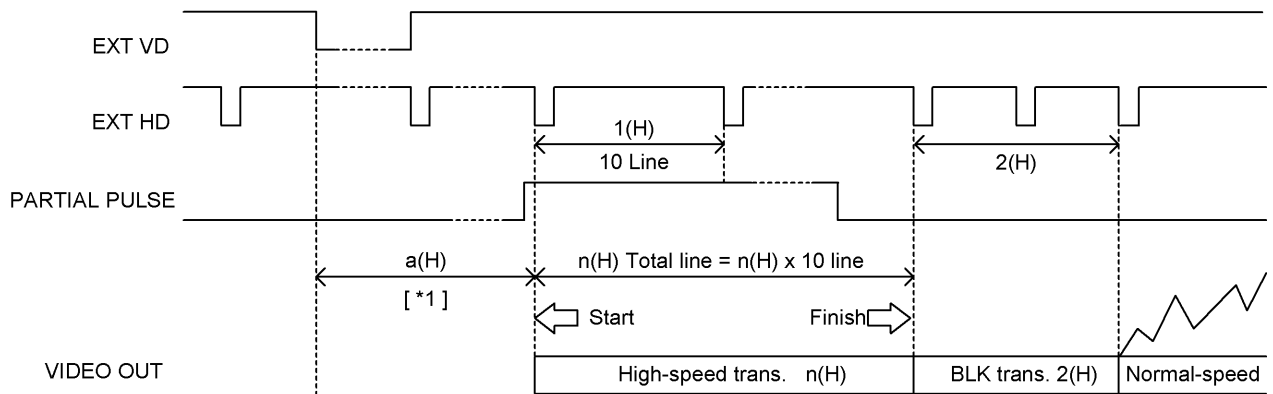 EXT VD
EXT HD
1(H)
10 Line
2(H)
PARTIAL PULSE
a(H)
n(H) Total line = n(H) x 10 line
[ *1 ]
Start
Finish
VIDEO OUT
High-speed trans. n(H)
BLK trans. 2(H)
Normal-speed